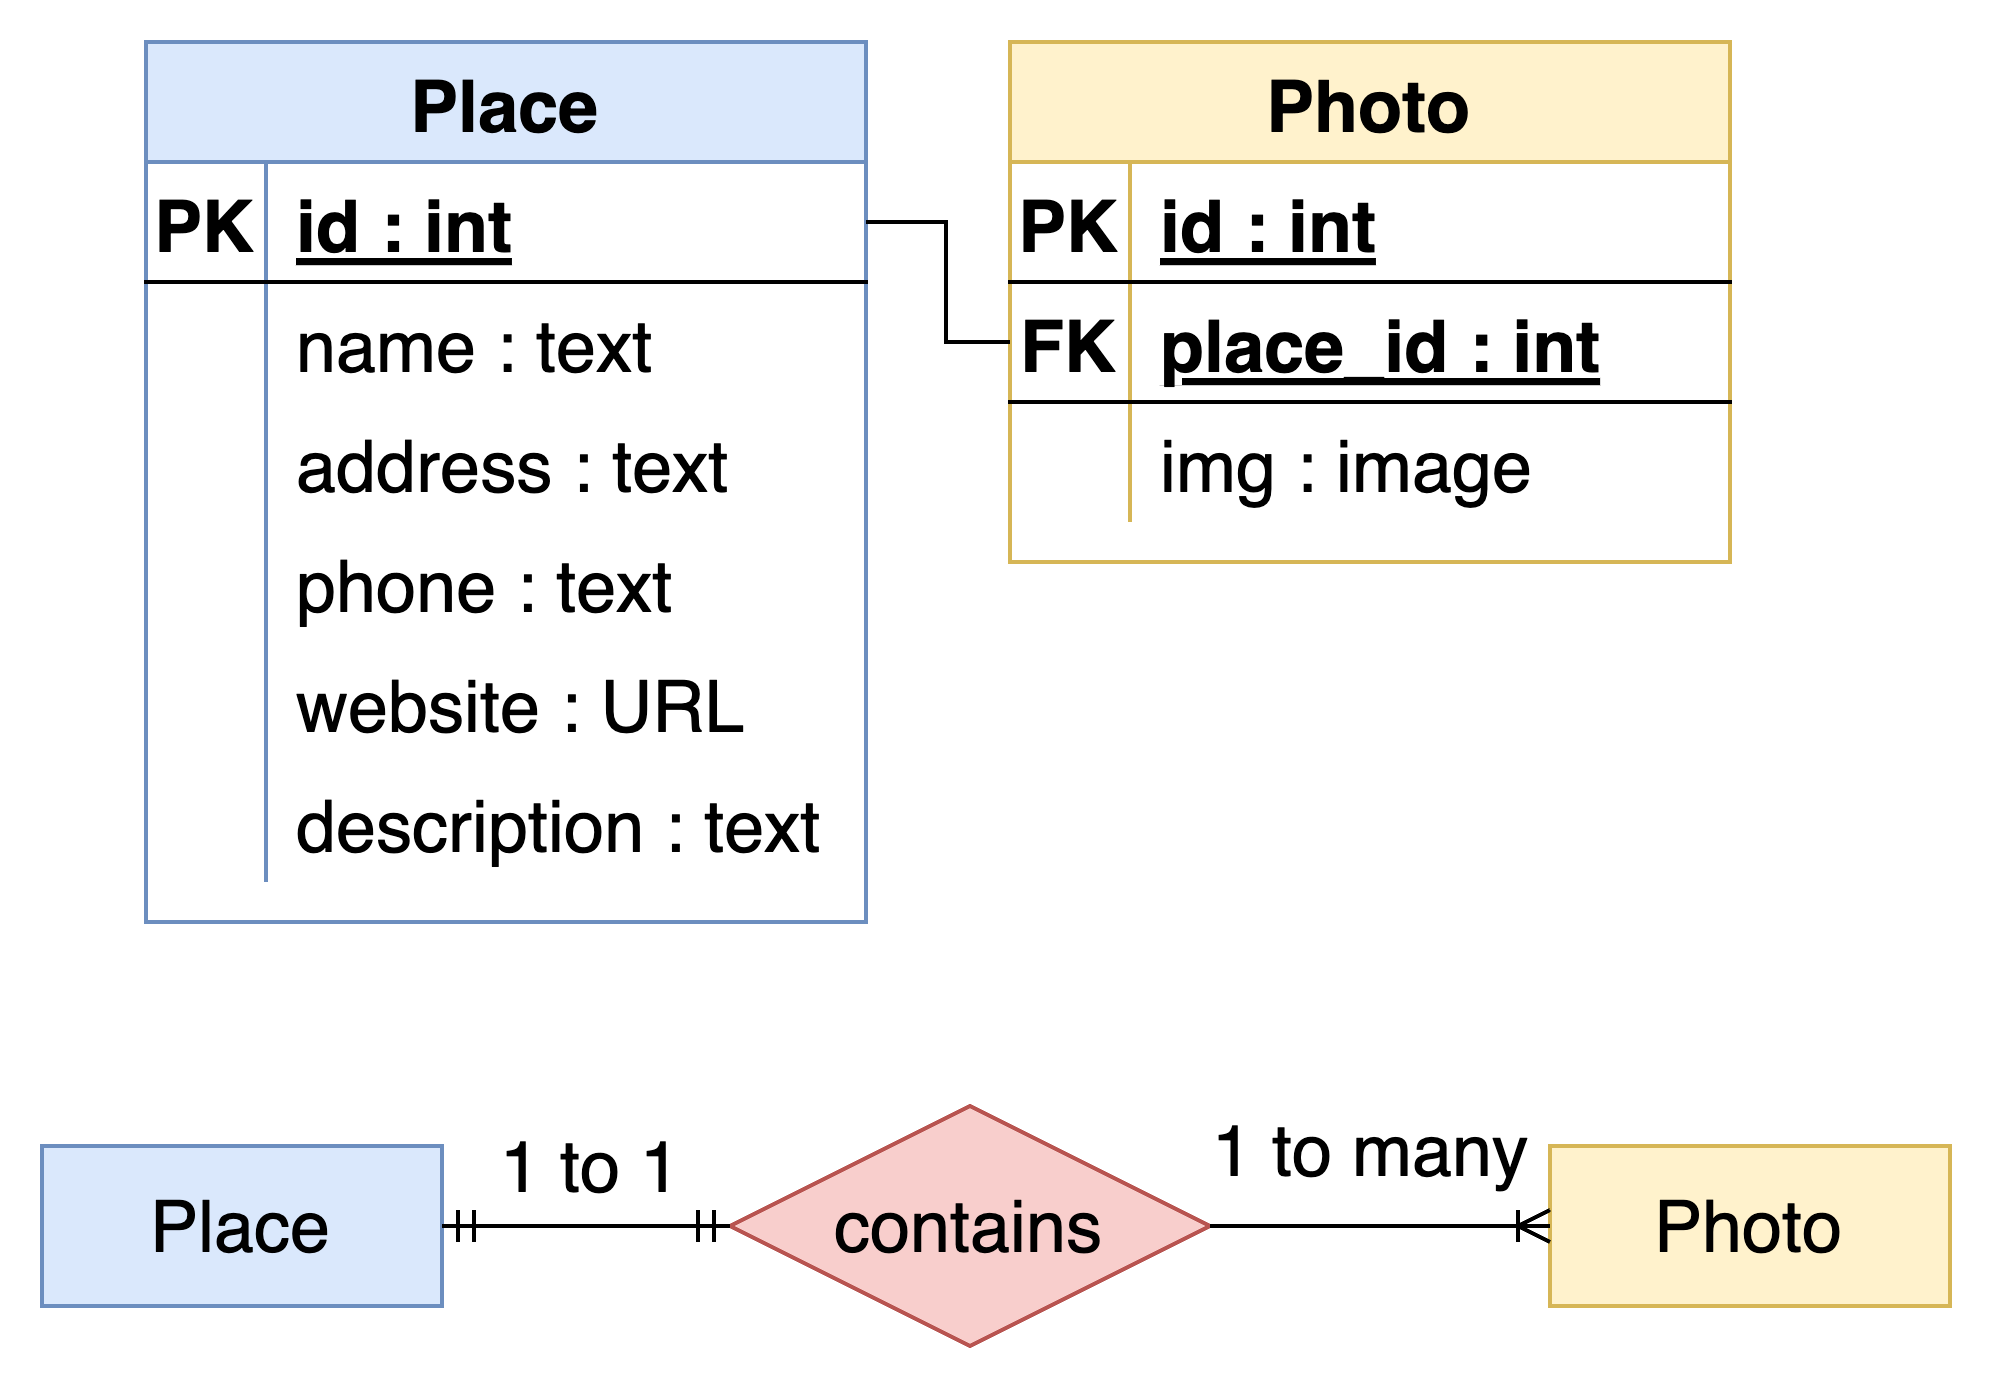 Place
PK id : int
name : text
address : text
phone : text
website : URL
description : text
Photo
PK id : int
FK place_id : int
img : image
Place
1 to 1
contains
1 to many
Photo